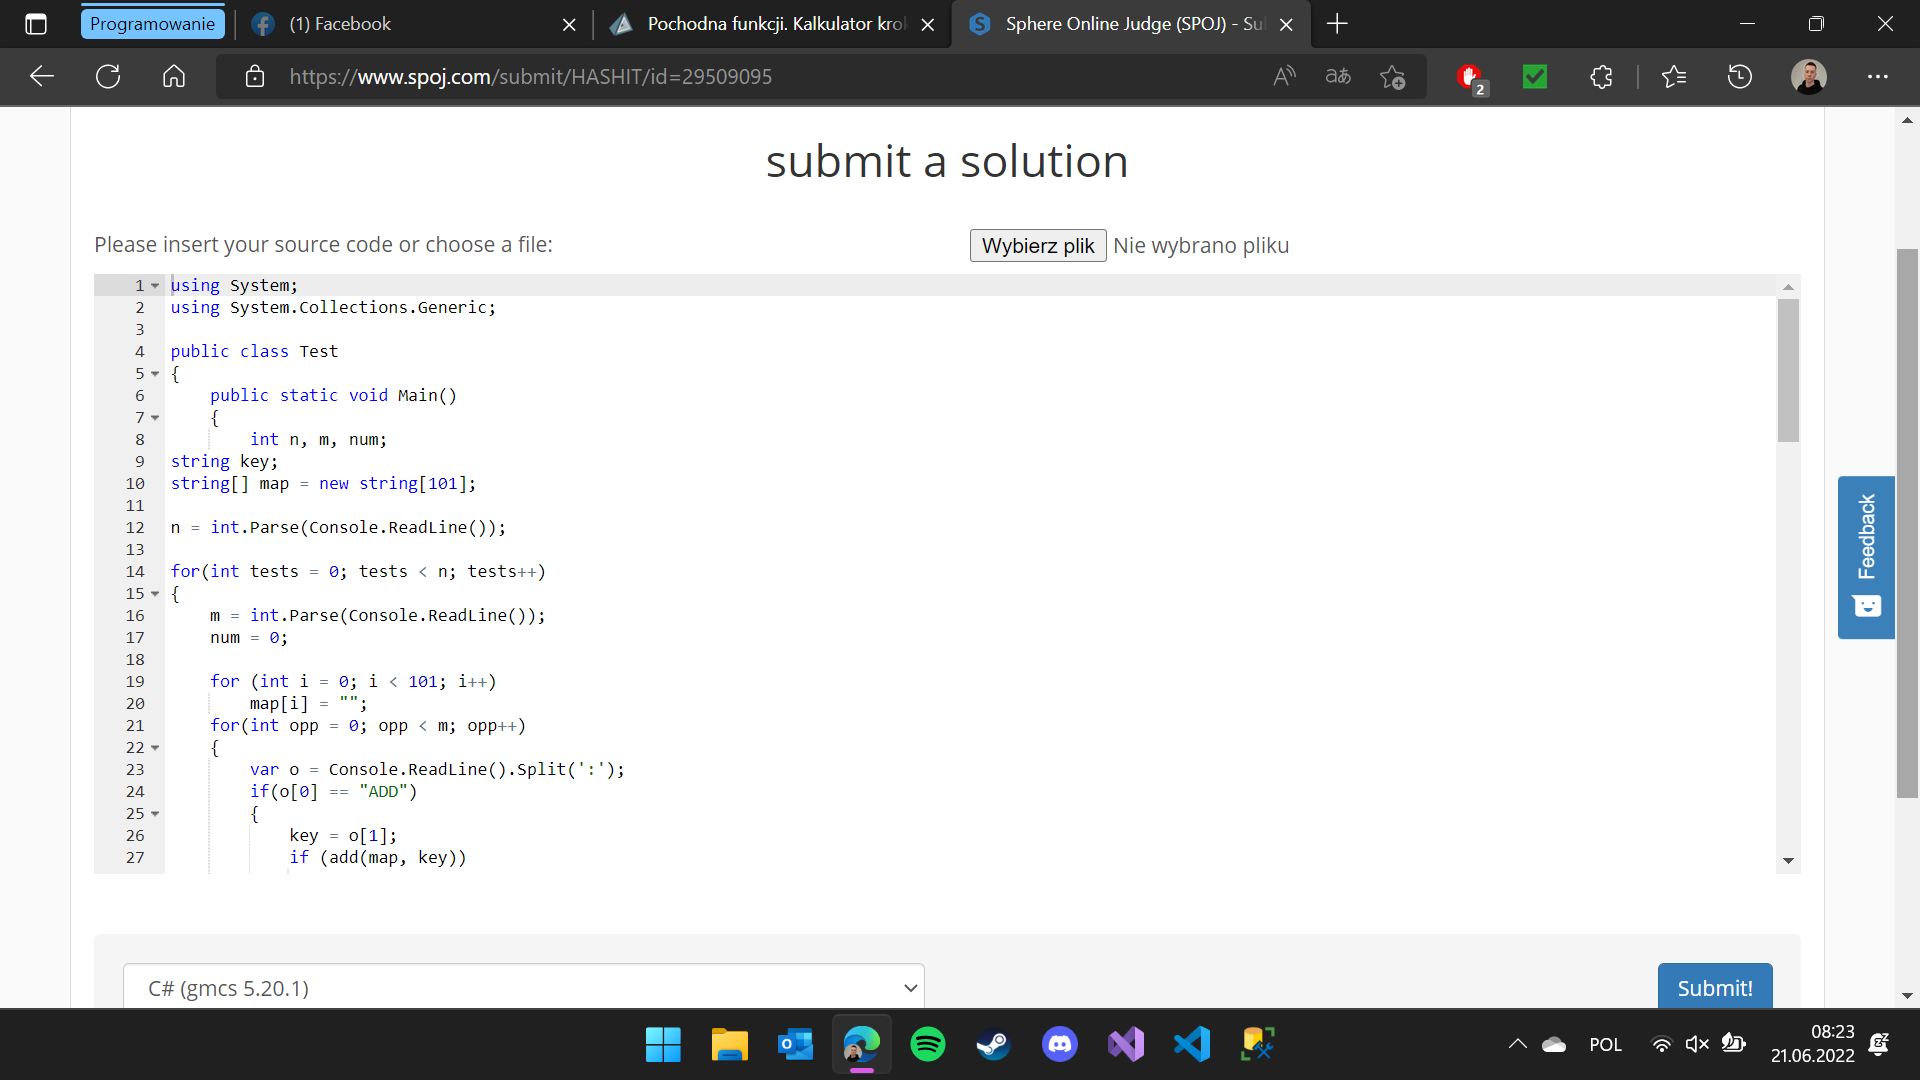 Programowanie
(1) Facebook
Pochodna funkcji. Kalkulator krok
Sphere Online Judge (SPOJ) - Su
https://www.spoj.com/submit/HASHIT/id=29509095
2
submit a solution
Please insert your source code or choose a file:
Wybierz plik Nie wybrano pliku
1 using System;
2 using System.Collections.Generic;
3
4 public class Test
5 {
6 public static void Main()
7 {
8 int n, m, num;
9 string key;
10 string[] map = new string[101];
11
12 n = int.Parse(Console.ReadLine());
13
14 for(int tests = 0; tests < n; tests++)
15 {
16 m = int.Parse(Console.ReadLine());
17 num = 0;
18
19 for (int i = 0; i < 101; i++)
20 map[i] = "";
21 for(int opp = 0; opp < m; opp++)
22 {
23 var o = Console.ReadLine().Split(':');
24 if(o[0] == "ADD")
25 {
26 key = o[1];
27 if (add(map, key))
Feedback
C# (gmcs 5.20.1)
Submit!
POL
08:23
21.06.2022